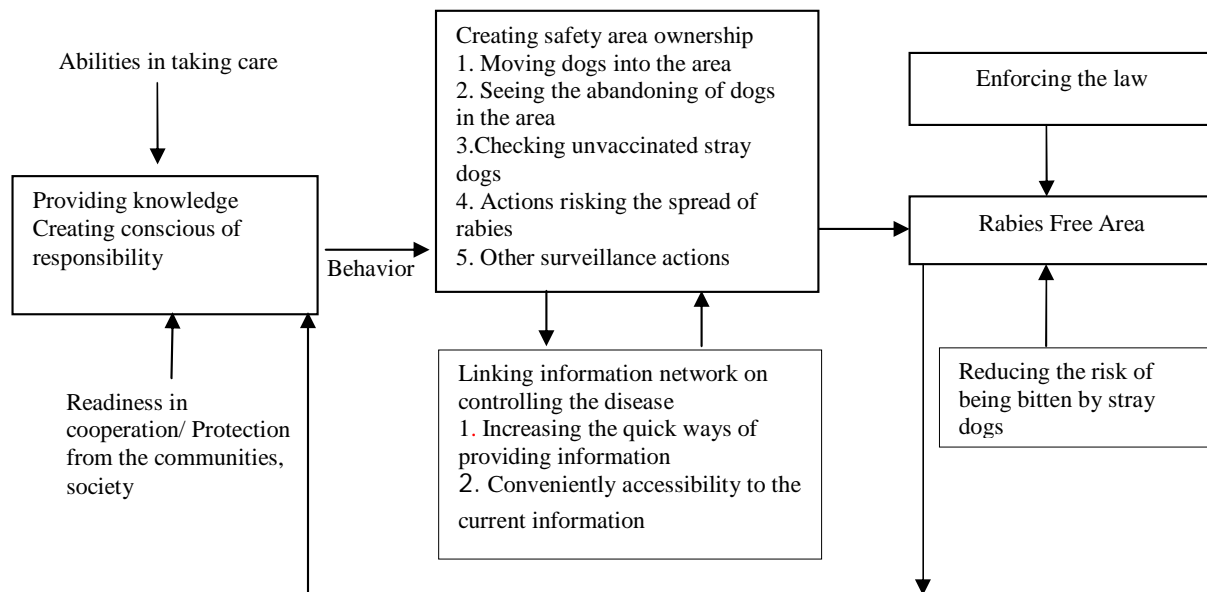 Abilities in taking care
Providing knowledge
Creating conscious of
responsibility
Readiness in
cooperation/ Protection
from the communities,
society
Behavior
Creating safety area ownership
1. Moving dogs into the area
2. Seeing the abandoning of dogs
in the area
3.Checking unvaccinated stray
dogs
4. Actions risking the spread of
rabies
5. Other surveillance actions
Linking information network on
controlling the disease
1. Increasing the quick ways of
providing information
2. Conveniently accessibility to the
current information
Enforcing the law
Rabies Free Area
Reducing the risk of
being bitten by stray
dogs